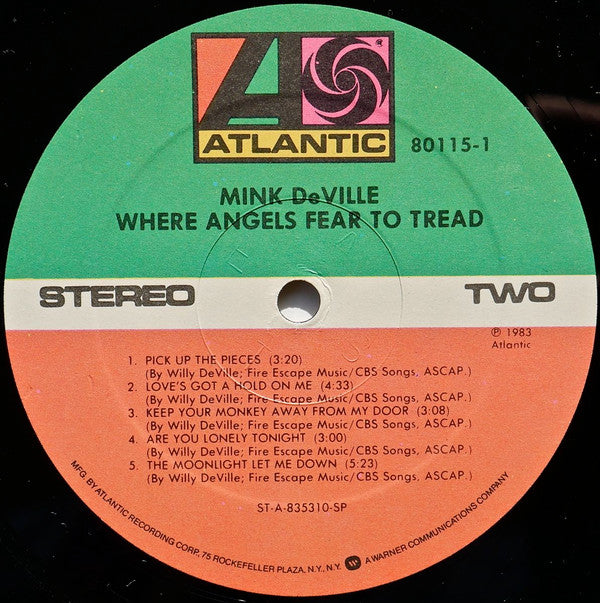 ATLANTIC
80115-1
MINK DeVILLE
WHERE ANGELS FEAR TO TREAD
STEREO
TWO
℗ 1983
Atlantic
1. PICK UP THE PIECES (3:20)
(By Willy DeVille; Fire Escape Music/CBS Songs, ASCAP.)
2. LOVE'S GOT A HOLD ON ME (4:33)
(By Willy DeVille; Fire Escape Music/CBS Songs, ASCAP.)
3. KEEP YOUR MONKEY AWAY FROM MY DOOR (3:08)
(By Willy DeVille; Fire Escape Music/CBS Songs, ASCAP.)
4. ARE YOU LONELY TONIGHT (3:00)
(By Willy DeVille; Fire Escape Music/CBS Songs, ASCAP.)
5. THE MOONLIGHT LET ME DOWN (5:23)
(By Willy DeVille; Fire Escape Music/CBS Songs, ASCAP.)
ST-A-835310-SP
MFG. BY ATLANTIC RECORDING CORP., 75 ROCKEFELLER PLAZA, N.Y., N.Y. A WARNER COMMUNICATIONS COMPANY